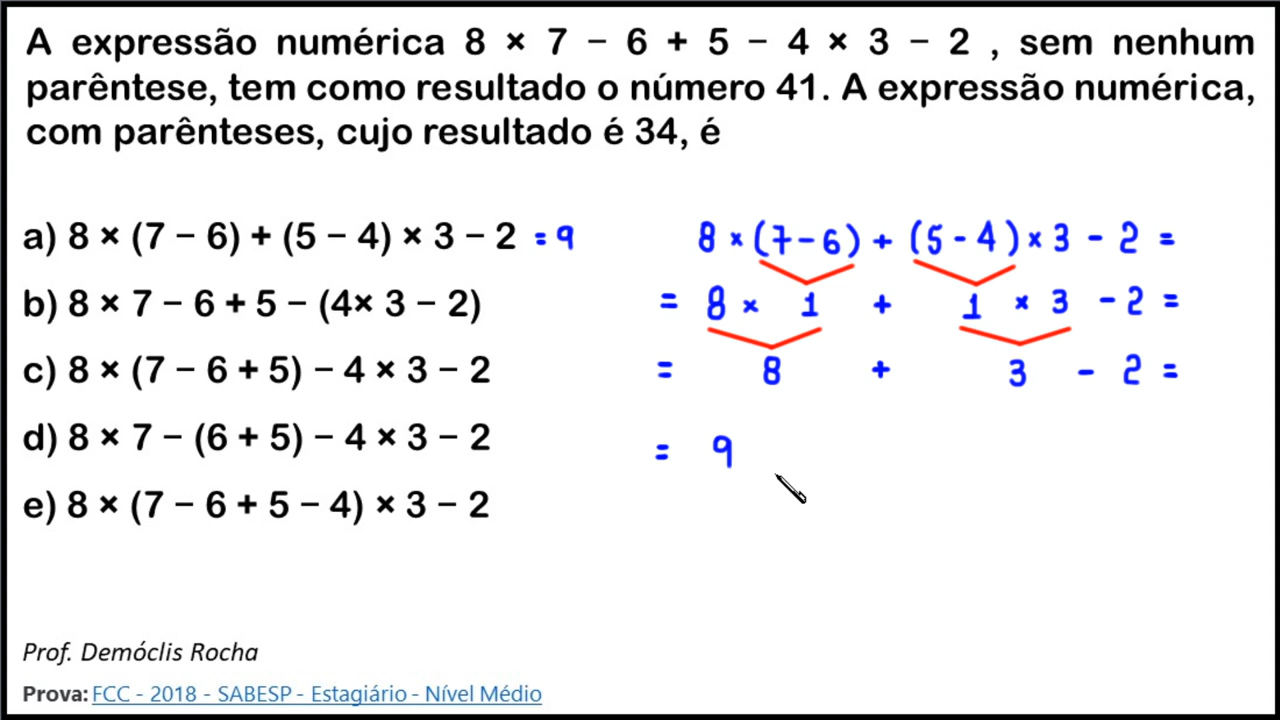 A expressão numérica 8 × 7 − 6 + 5 − 4 × 3 − 2 , sem nenhum
parêntese, tem como resultado o número 41. A expressão numérica,
com parênteses, cujo resultado é 34, é
a) 8 × (7 − 6) + (5 − 4) × 3 − 2 = 9
b) 8 × 7 − 6 + 5 − (4× 3 − 2)
c) 8 × (7 − 6 + 5) − 4 × 3 − 2
d) 8 × 7 − (6 + 5) − 4 × 3 − 2
e) 8 × (7 − 6 + 5 − 4) × 3 − 2
8 × (7 − 6) + (5 − 4) × 3 − 2 =
= 8 × 1 + 1 × 3 − 2 =
= 8 + 3 − 2 =
= 9
Prof. Demóclis Rocha
Prova: FCC - 2018 - SABESP - Estagiário - Nível Médio